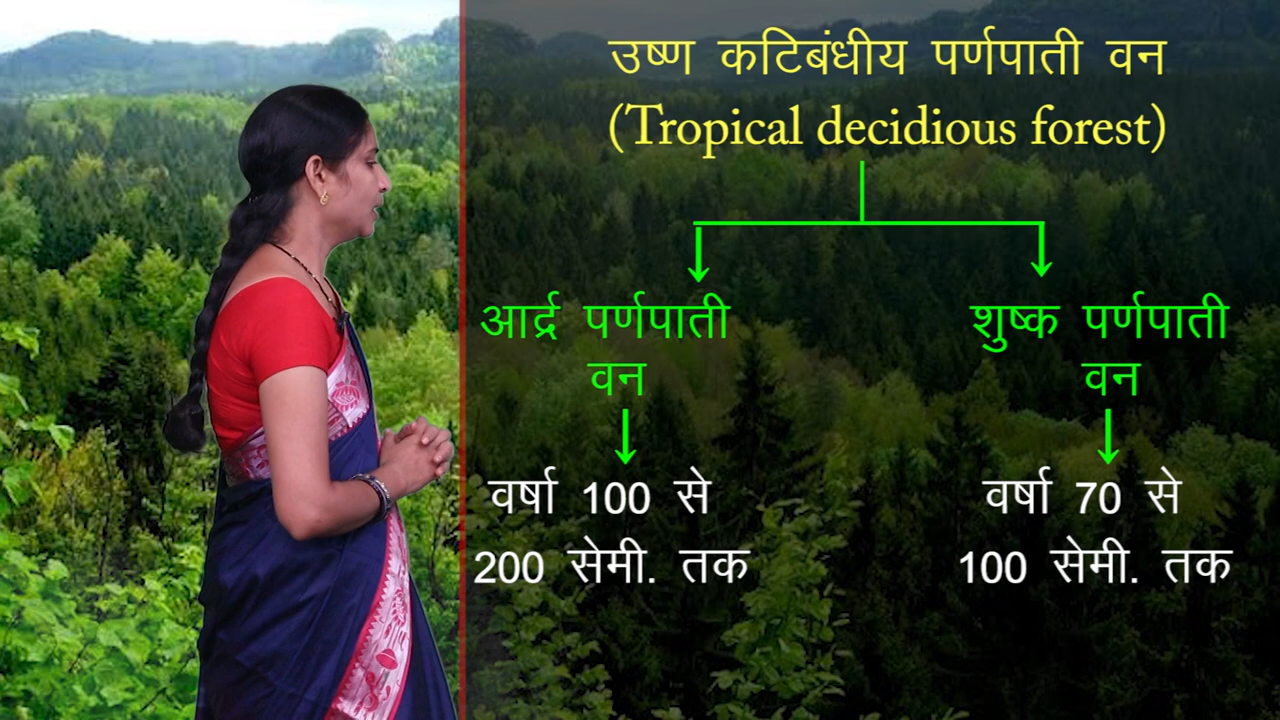 उष्ण कटिबंधीय पर्णपाती वन
(Tropical decidious forest)
आर्द्र पर्णपाती
वन
वर्षा 100 से
200 सेमी. तक
शुष्क पर्णपाती
वन
वर्षा 70 से
100 सेमी. तक